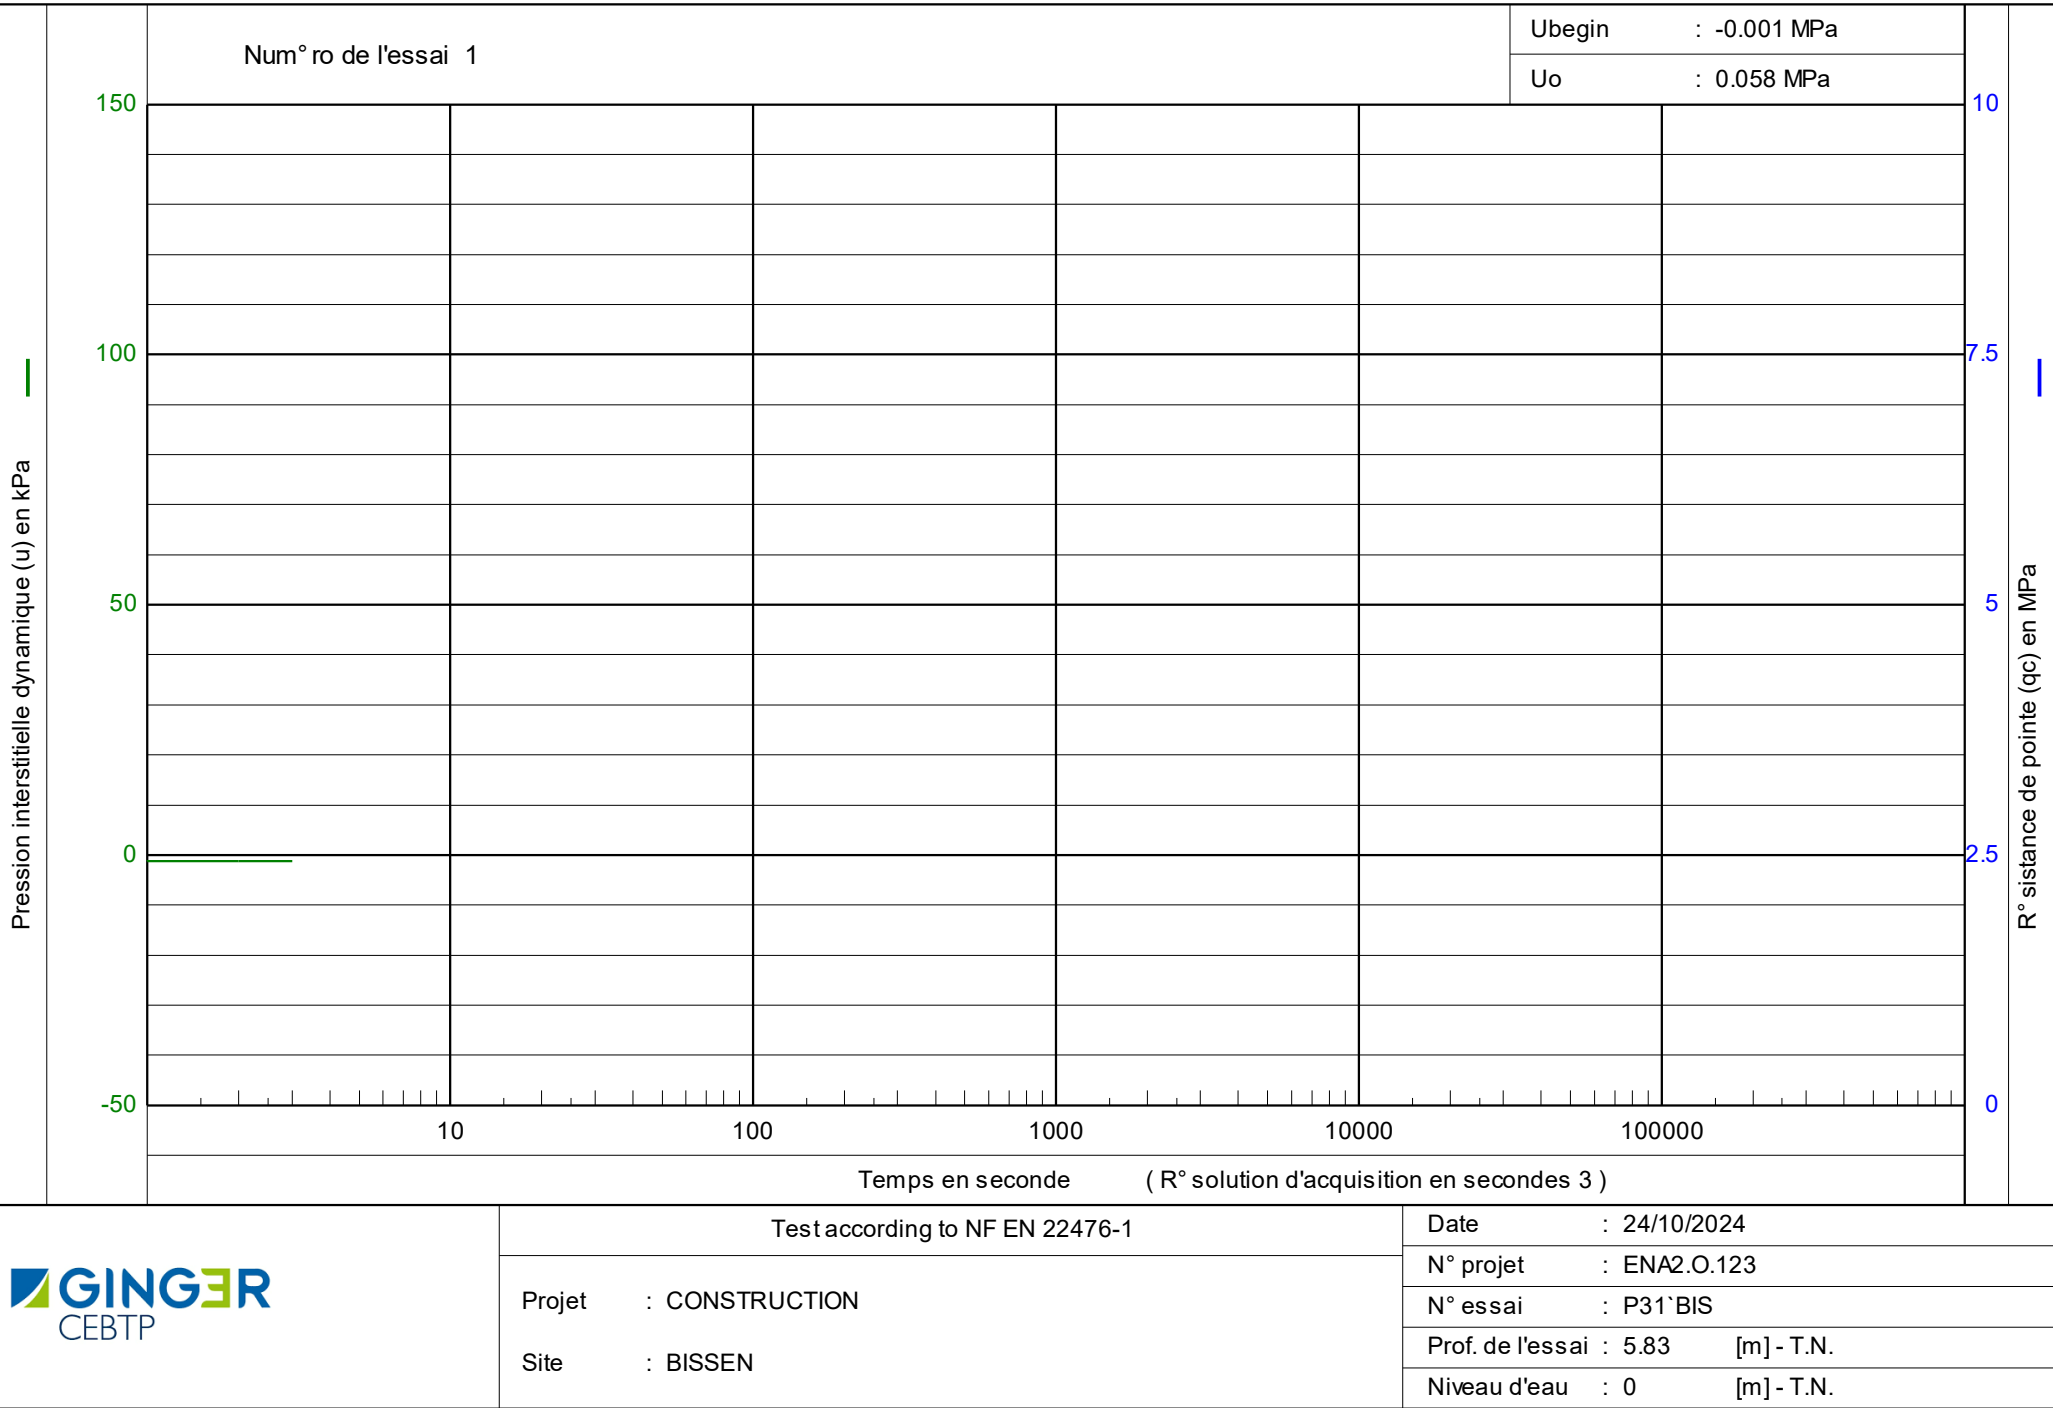 Num° ro de l'essai 1
Ubegin : -0.001 MPa
Uo : 0.058 MPa
150
100
50
0
-50
10
7.5
5
2.5
0
Pression interstielle dynamique (u) en kPa
R° sistance de pointe (qc) en MPa
10 100 1000 10000 100000
Temps en seconde ( R° solution d'acquisition en secondes 3 )
GINGER
CEBTP
Test according to NF EN 22476-1
Projet : CONSTRUCTION
Site : BISSEN
Date : 24/10/2024
N° projet : ENA2.O.123
N° essai : P31`BIS
Prof. de l'essai : 5.83 [m] - T.N.
Niveau d'eau : 0 [m] - T.N.